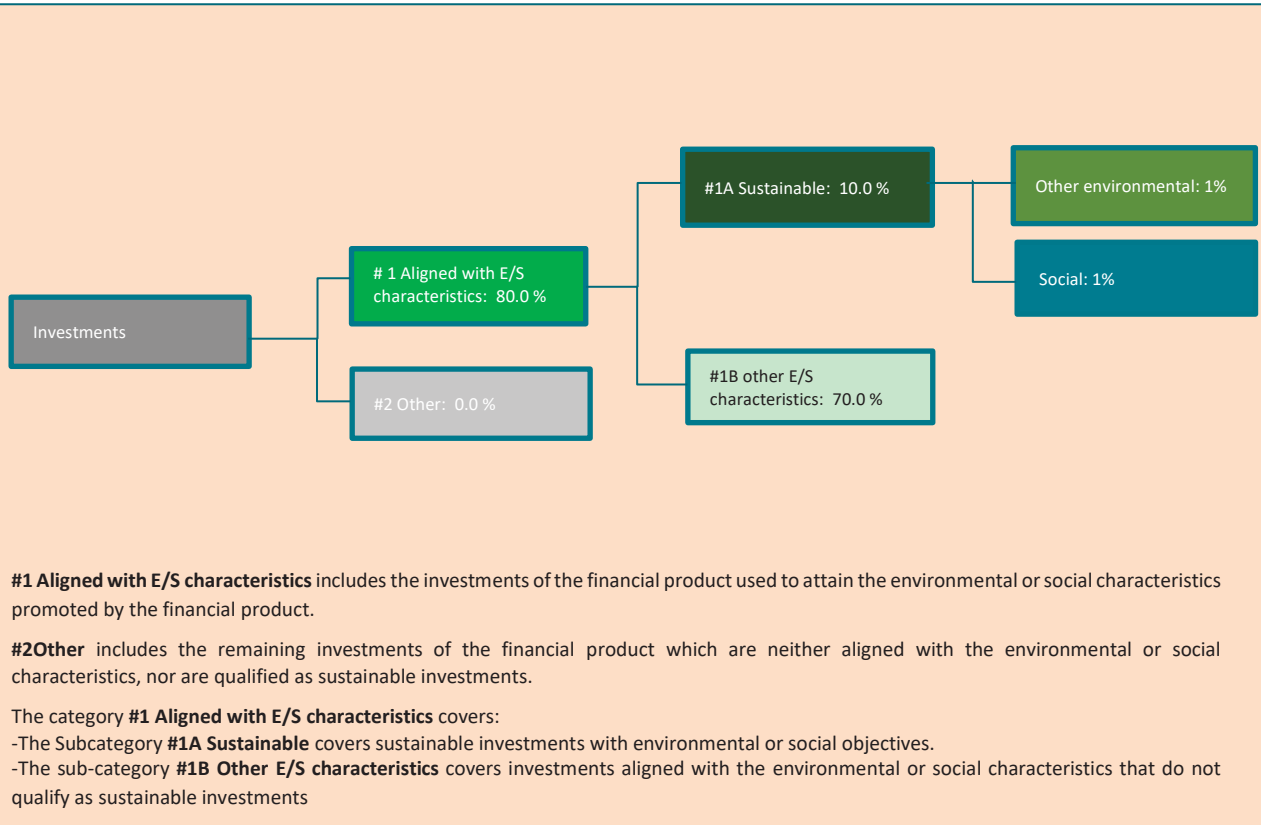 #1A Sustainable: 10.0 %
Other environmental: 1%
# 1 Aligned with E/S
characteristics: 80.0 %
Social: 1%
Investments
#1B other E/S
characteristics: 70.0 %
#2 Other: 0.0 %
#1 Aligned with E/S characteristics includes the investments of the financial product used to attain the environmental or social characteristics
promoted by the financial product.
#2Other includes the remaining investments of the financial product which are neither aligned with the environmental or social
characteristics, nor are qualified as sustainable investments.
The category #1 Aligned with E/S characteristics covers:
-The Subcategory #1A Sustainable covers sustainable investments with environmental or social objectives.
-The sub-category #1B Other E/S characteristics covers investments aligned with the environmental or social characteristics that do not
qualify as sustainable investments